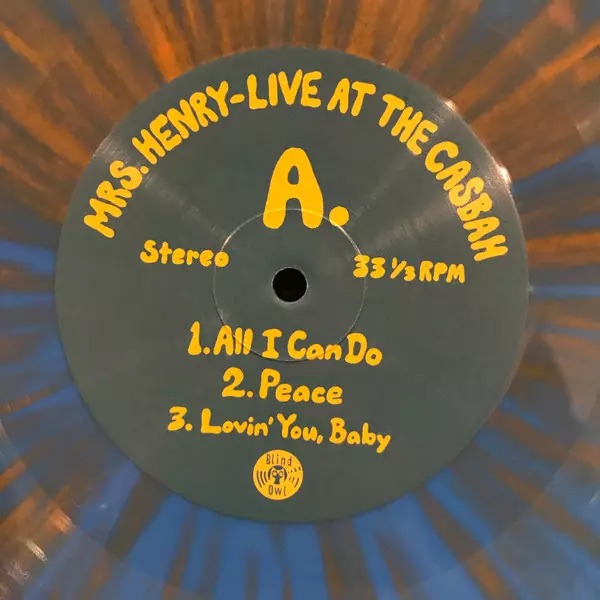 MRS. HENRY-LIVE AT THE CASBAH
A.
Stereo
33 1/3 RPM
1. All I Can Do
2. Peace
3. Lovin' You, Baby
Blind
Owl